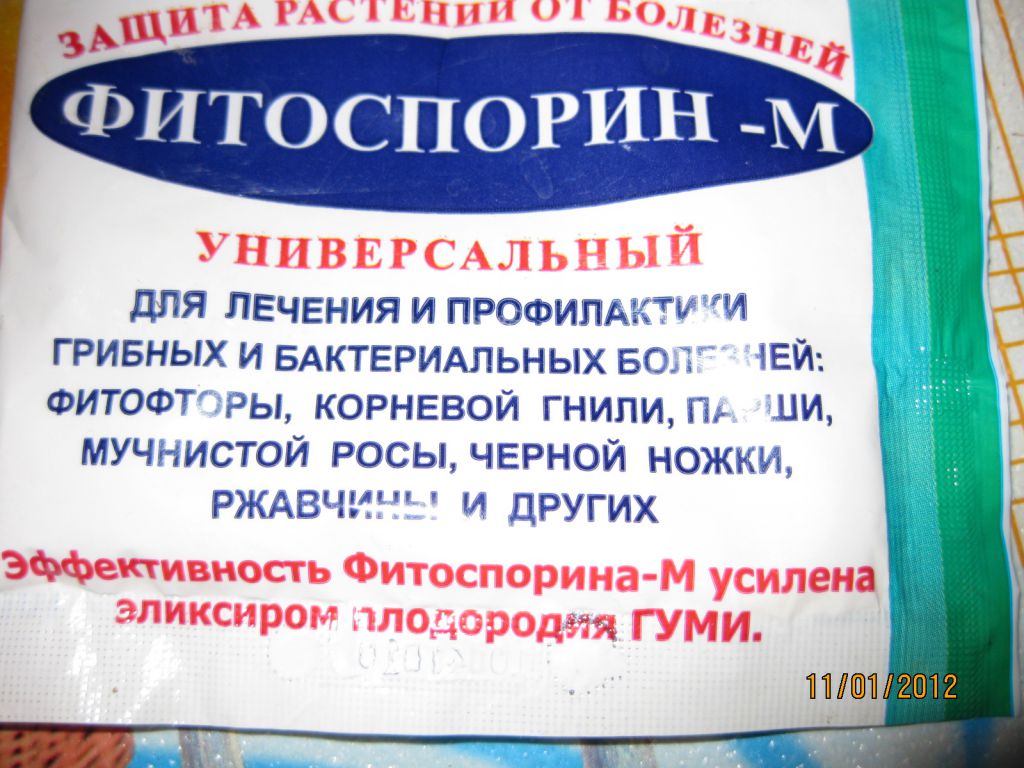 ЗАЩИТА РАСТЕНИЙ ОТ БОЛЕЗНЕЙ
ФИТОСПОРИН -М
УНИВЕРСАЛЬНЫЙ
ДЛЯ ЛЕЧЕНИЯ И ПРОФИЛАКТИКИ
ГРИБНЫХ И БАКТЕРИАЛЬНЫХ БОЛЕЗНЕЙ:
ФИТОФТОРЫ, КОРНЕВОЙ ГНИЛИ, ПАРШИ,
МУЧНИСТОЙ РОСЫ, ЧЕРНОЙ НОЖКИ,
РЖАВЧИНЫ И ДРУГИХ
Эффективность Фитоспорина-М усилена
эликсиром плодородия ГУМИ.
11/01/2012